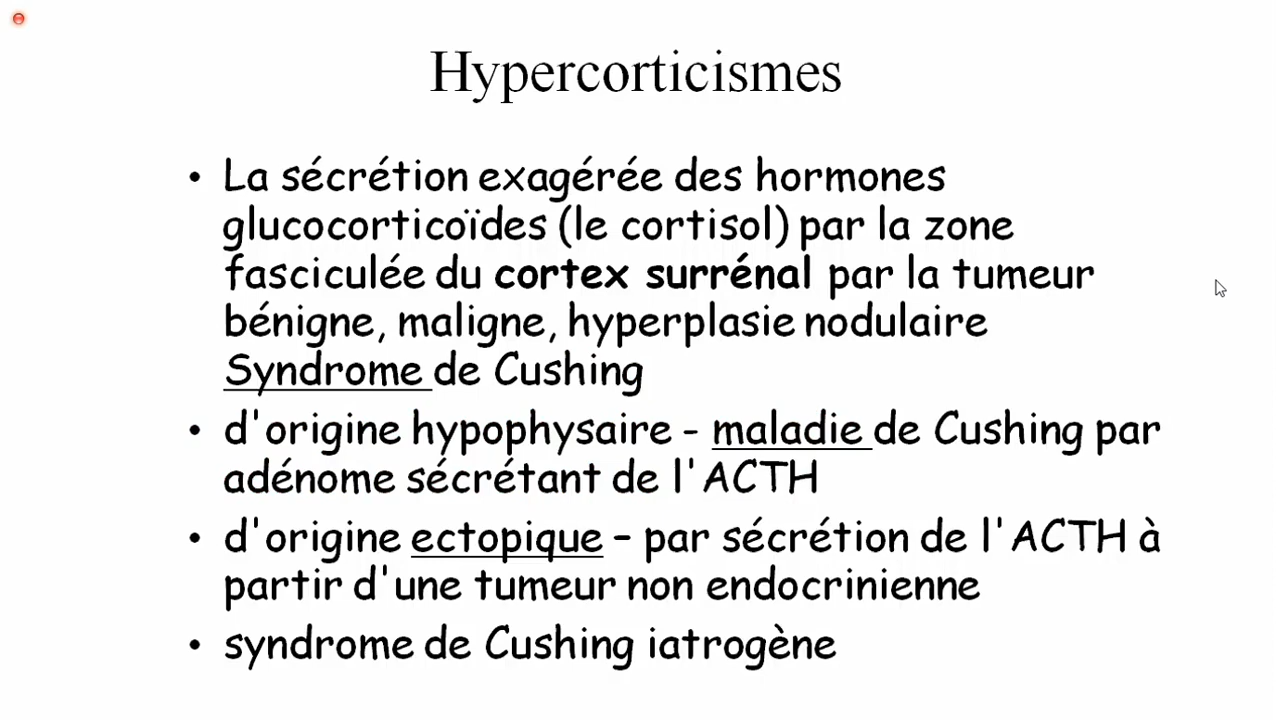 Hypercorticismes
• La sécrétion exagérée des hormones
glucocorticoïdes (le cortisol) par la zone
fasciculée du cortex surrénal par la tumeur
bénigne, maligne, hyperplasie nodulaire
Syndrome de Cushing
• d'origine hypophysaire - maladie de Cushing par
adénome sécrétant de l'ACTH
• d'origine ectopique – par sécrétion de l'ACTH à
partir d'une tumeur non endocrinienne
• syndrome de Cushing iatrogène